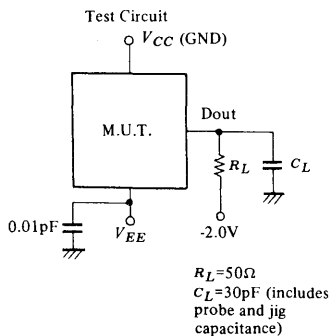 Test Circuit
VCC (GND)
M.U.T.
Dout
RL
CL
0.01pF
VEE
-2.0V
RL=50Ω
CL=30pF (includes
probe and jig
capacitance)